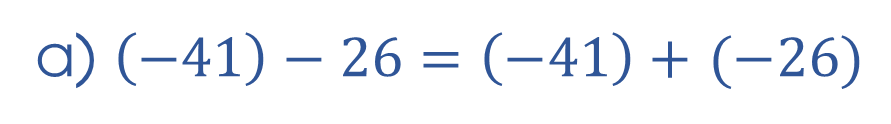 a) (−41) − 26 = (−41) + (−26)